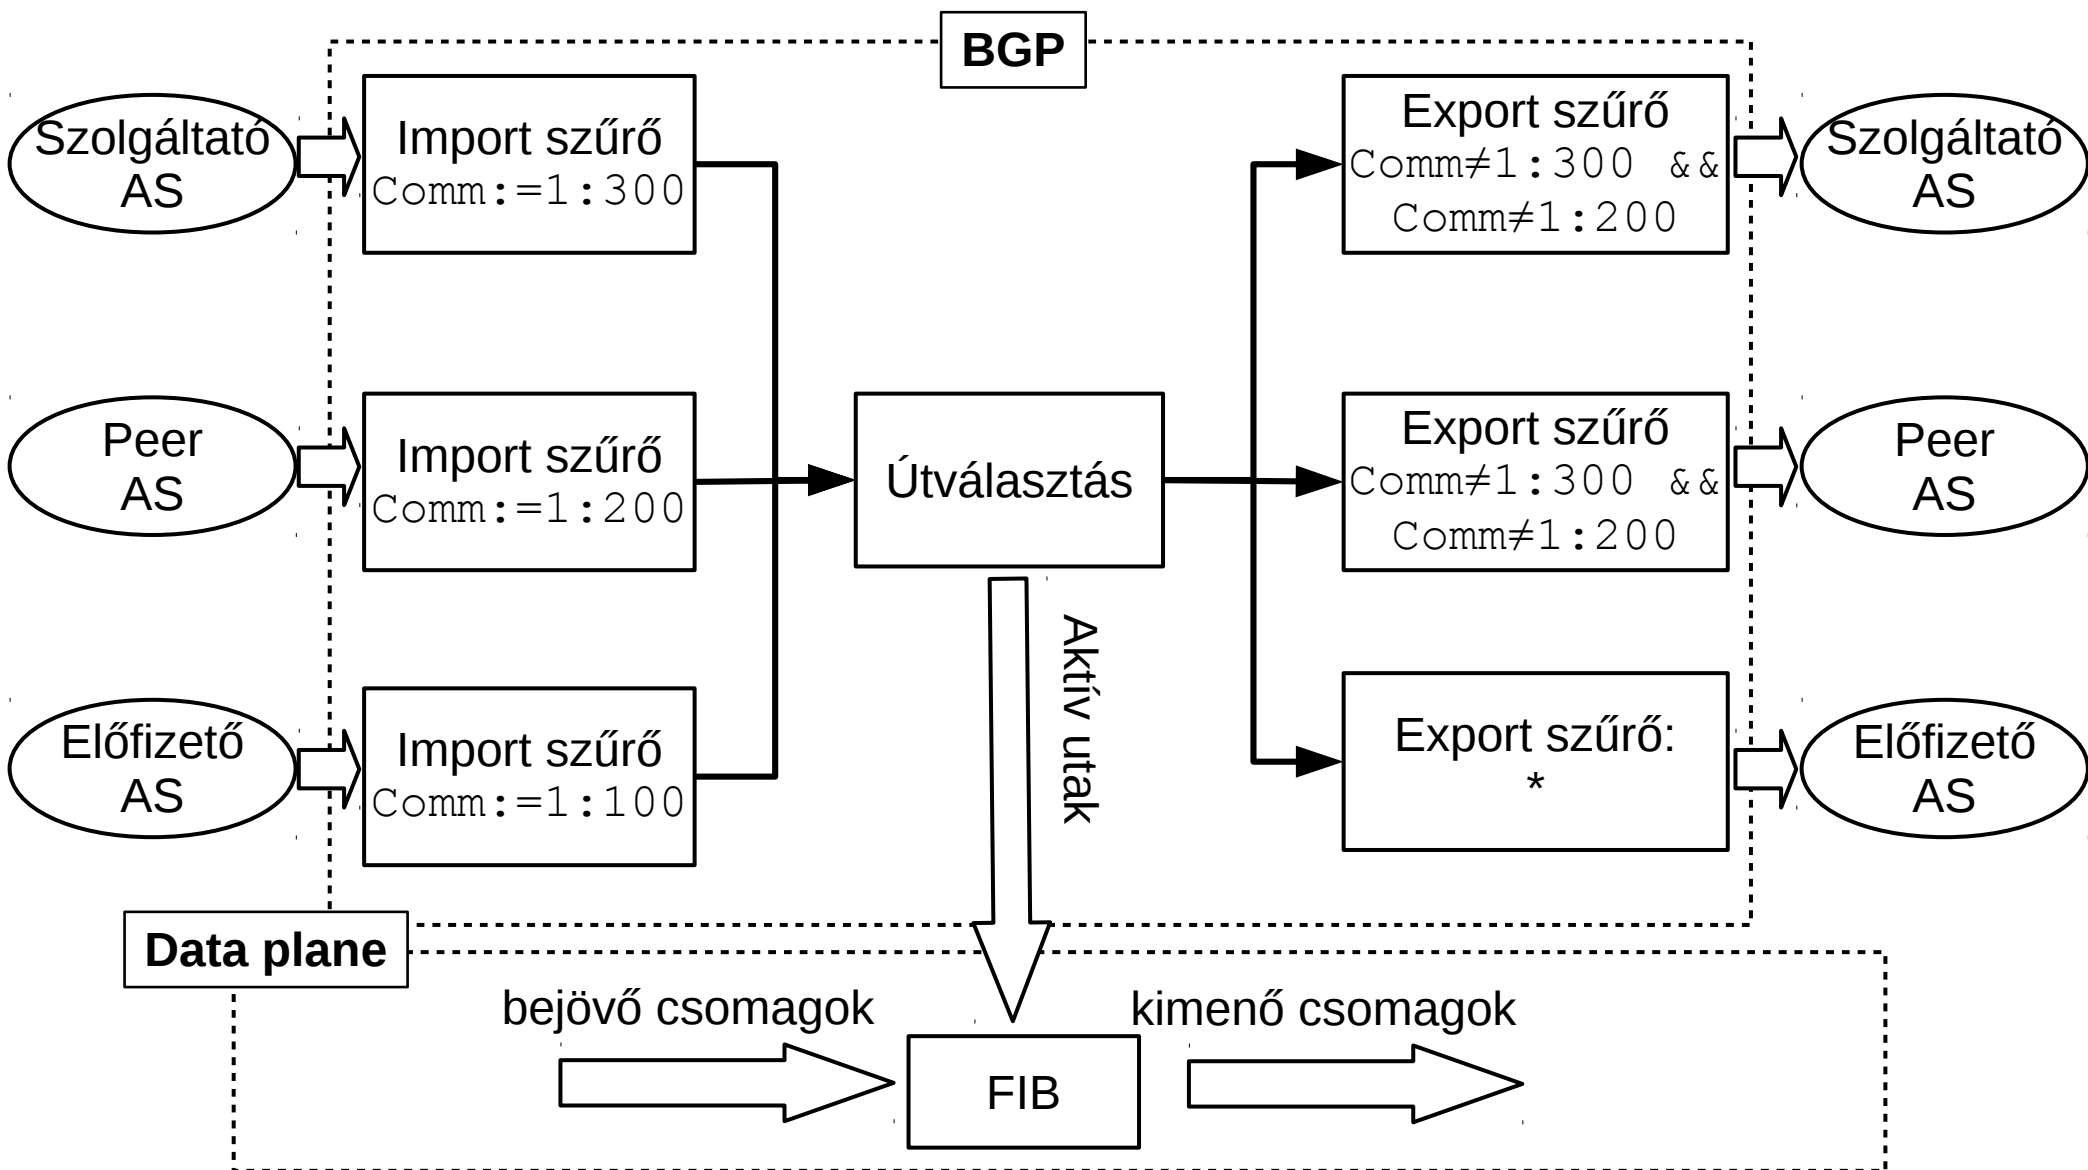 BGP
Szolgáltató
AS
Import szűrő
Comm:=1:300
Export szűrő
Comm≠1:300 &&
Comm≠1:200
Szolgáltató
AS
Peer
AS
Import szűrő
Comm:=1:200
Útválasztás
Export szűrő
Comm≠1:300 &&
Comm≠1:200
Peer
AS
Aktív utak
Előfizető
AS
Import szűrő
Comm:=1:100
Export szűrő:
*
Előfizető
AS
Data plane
bejövő csomagok
kimenő csomagok
FIB